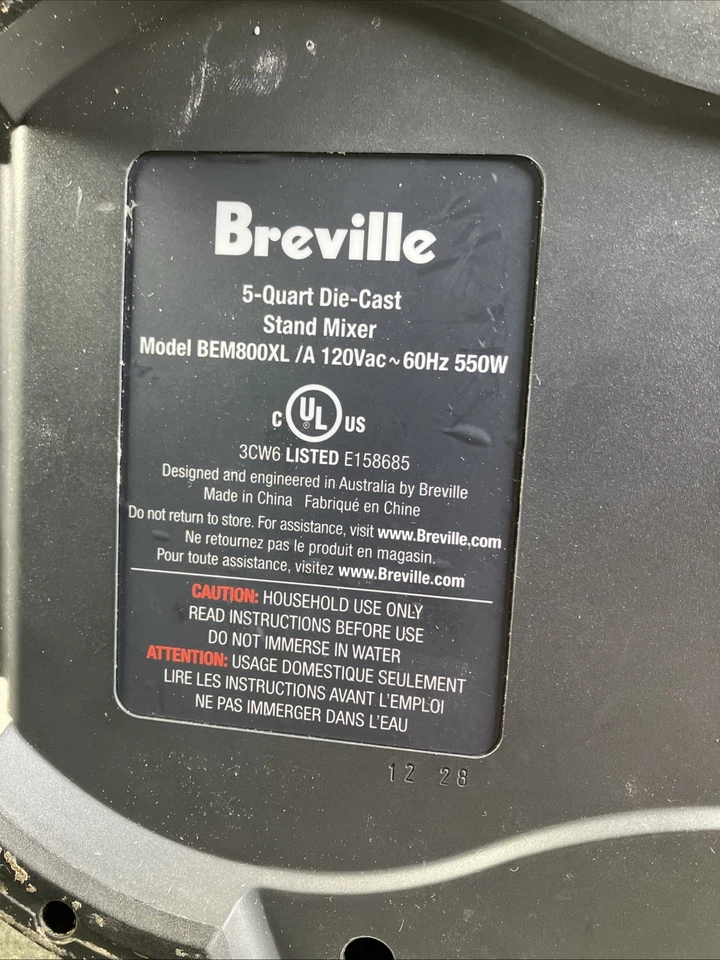 Breville
5-Quart Die-Cast
Stand Mixer
Model BEM800XL /A 120Vac ~ 60Hz 550W
C UL ® US
3CW6 LISTED E158685
Designed and engineered in Australia by Breville
Made in China Fabriqué en Chine
Do not return to store. For assistance, visit www.Breville.com
Ne retournez pas le produit en magasin.
Pour toute assistance, visitez www.Breville.com
CAUTION: HOUSEHOLD USE ONLY
READ INSTRUCTIONS BEFORE USE
DO NOT IMMERSE IN WATER
ATTENTION: USAGE DOMESTIQUE SEULEMENT
LIRE LES INSTRUCTIONS AVANT L'EMPLOI
NE PAS IMMERGER DANS L'EAU
12 28